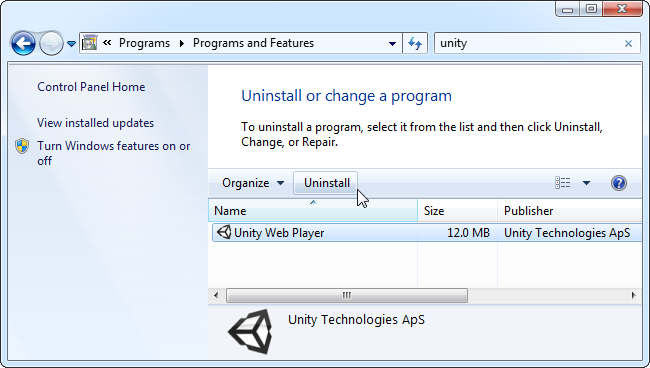 « Programs ▸ Programs and Features
unity
Control Panel Home
View installed updates
Turn Windows features on or
off
Uninstall or change a program
To uninstall a program, select it from the list and then click Uninstall,
Change, or Repair.
Organize Uninstall
Name Size Publisher
Unity Web Player 12.0 MB Unity Technologies ApS
Unity Technologies ApS